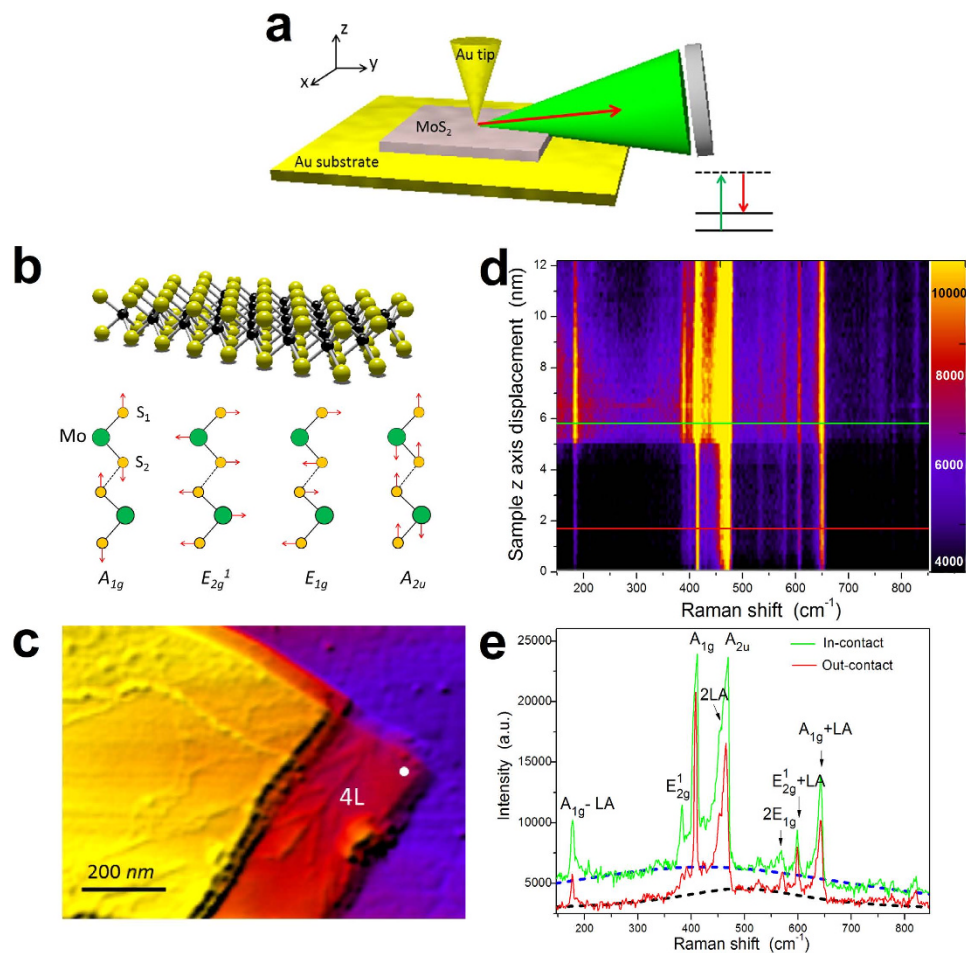 a
z
y
x
Au tip
MoS₂
Au substrate
b
Mo
S₁
S₂
A₁g
E₂g¹
E₁g
A₂u
c
4L
200 nm
d
Sample z axis displacement (nm)
12
10
8
6
4
2
0
200 300 400 500 600 700 800
Raman shift (cm⁻¹)
10000
8000
6000
4000
e
Intensity (a.u.)
25000
20000
15000
10000
5000
A₁g
A₂u
In-contact
Out-contact
2LA
A₁g+LA
E¹₂g
E¹₂g+LA
A₁g- LA
2E₁g
200 300 400 500 600 700 800
Raman shift (cm⁻¹)